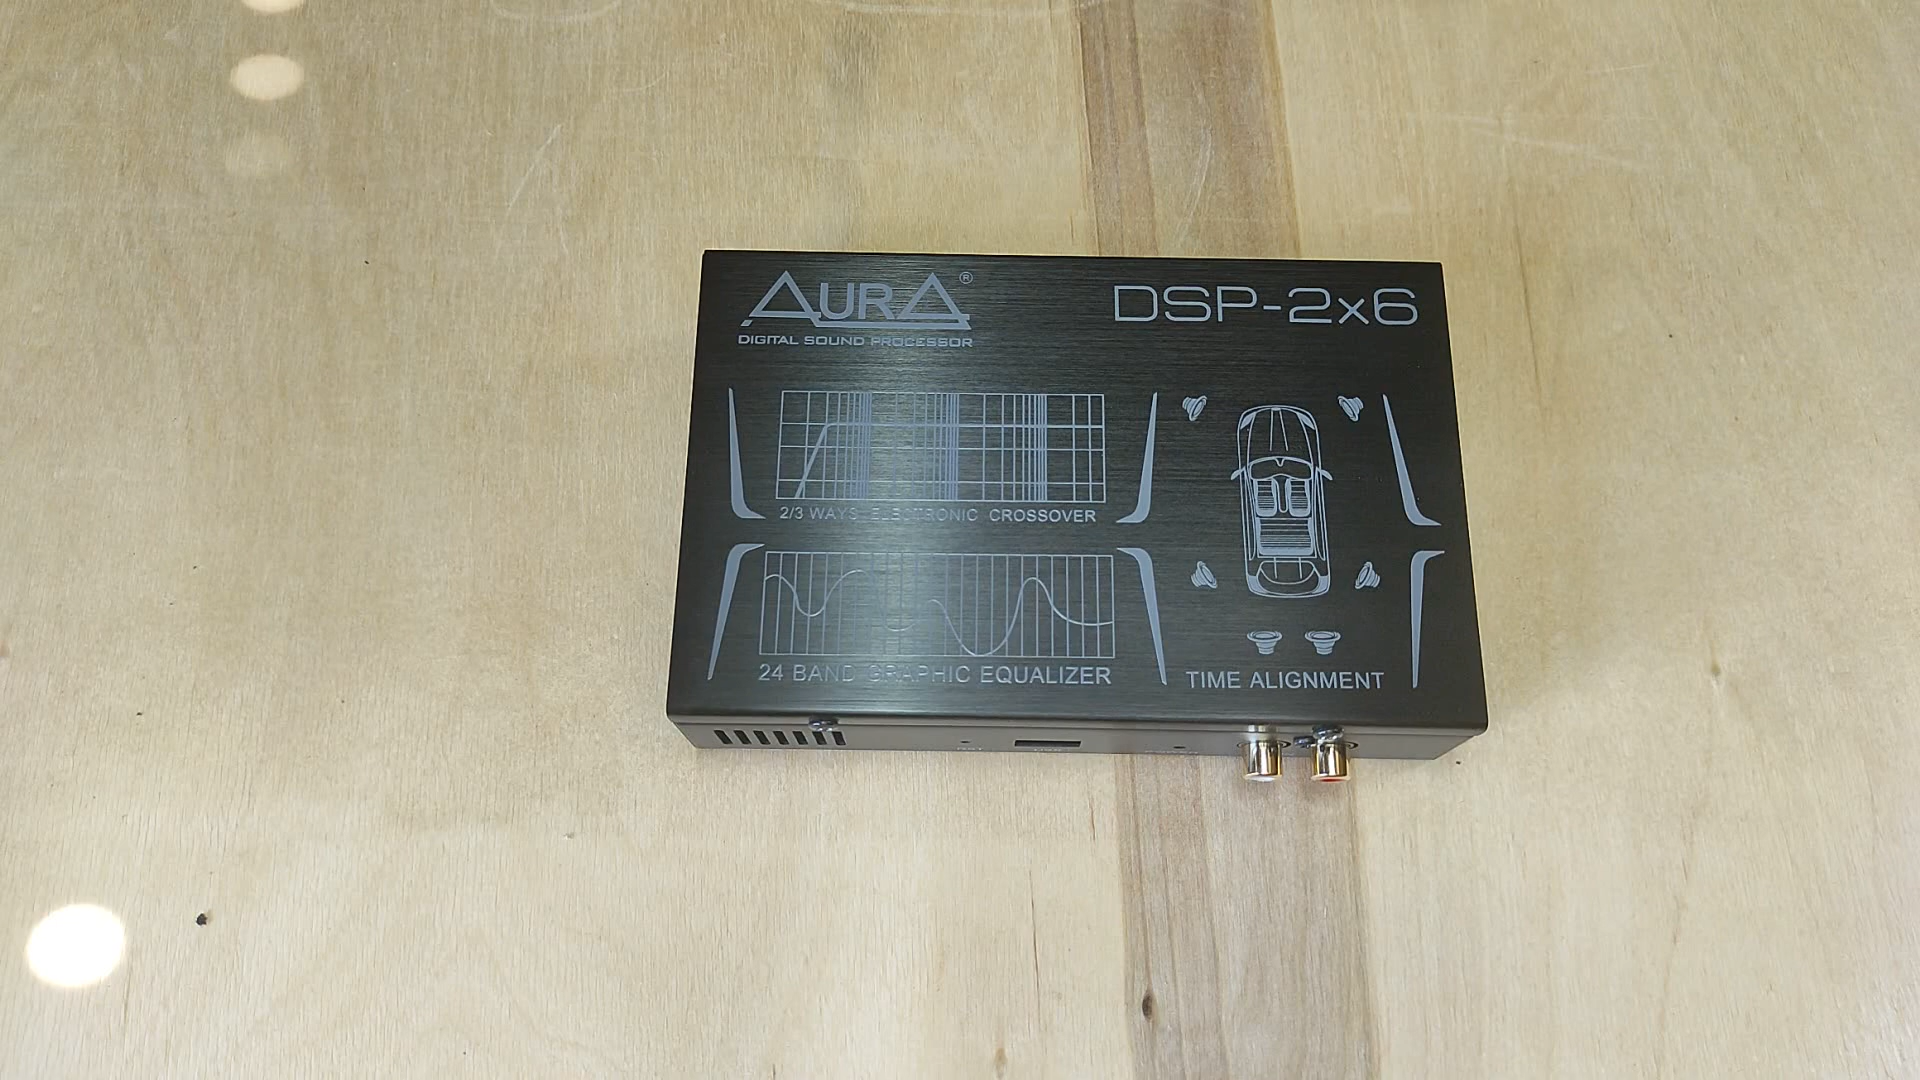 AURA®
DSP-2x6
DIGITAL SOUND PROCESSOR
2/3 WAYS ELECTRONIC CROSSOVER
24 BAND GRAPHIC EQUALIZER
TIME ALIGNMENT